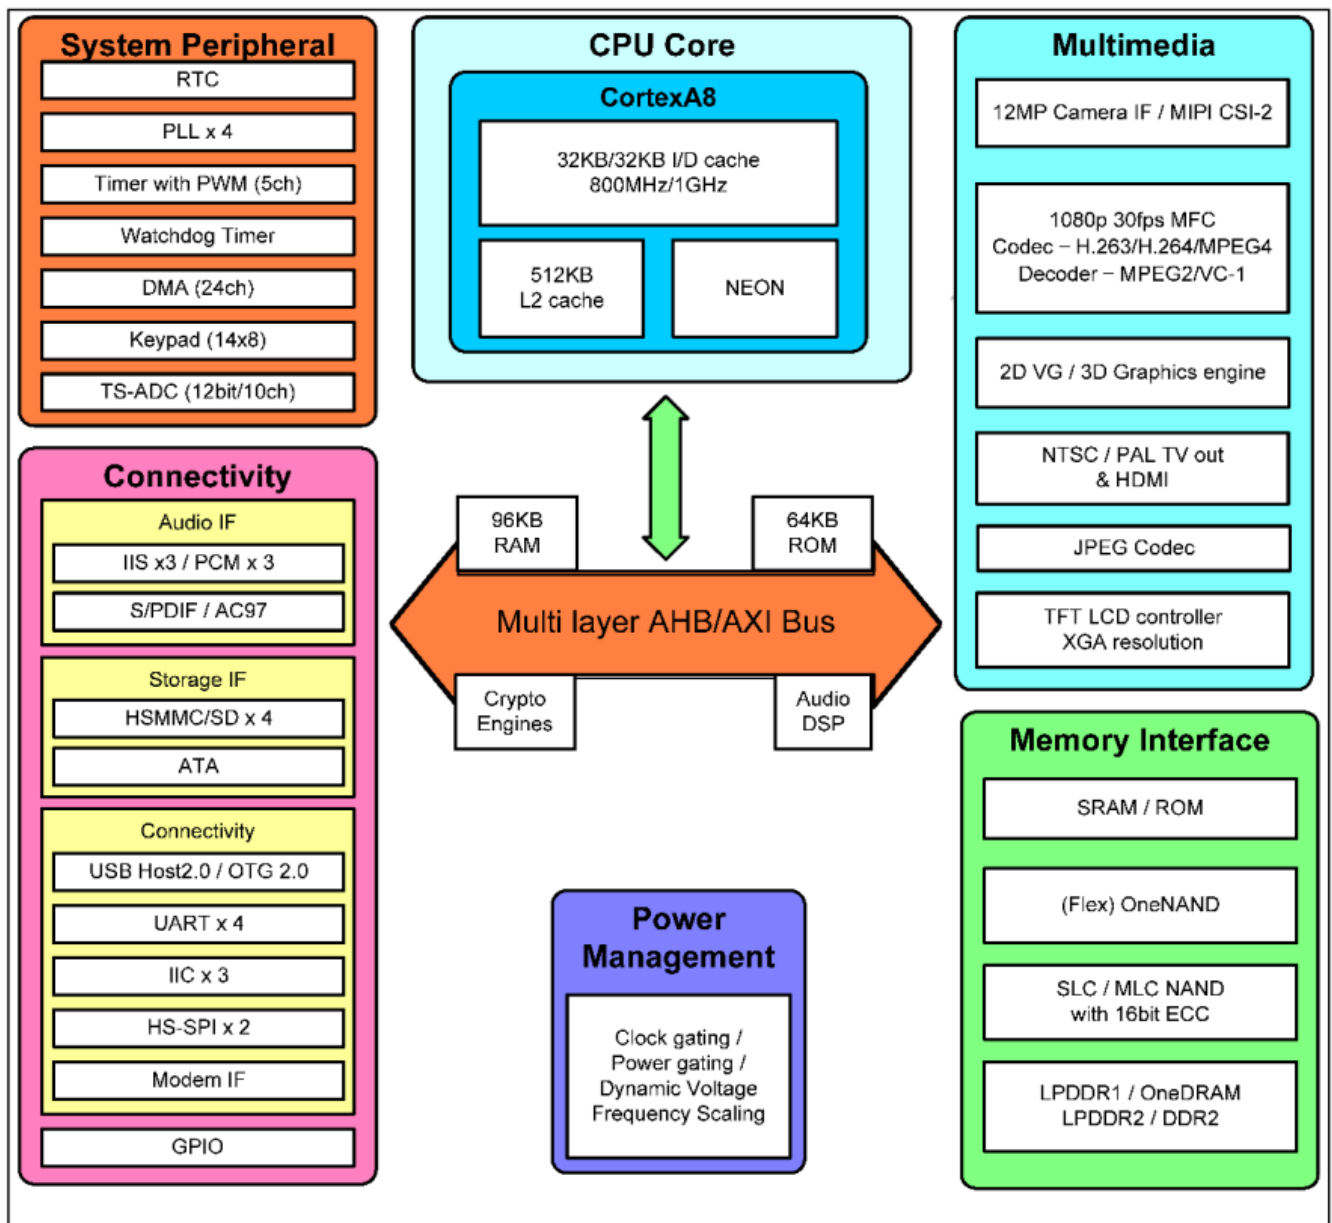 System Peripheral
RTC
PLL x 4
Timer with PWM (5ch)
Watchdog Timer
DMA (24ch)
Keypad (14x8)
TS-ADC (12bit/10ch)
Connectivity
Audio IF
IIS x3 / PCM x 3
S/PDIF / AC97
Storage IF
HSMMC/SD x 4
ATA
Connectivity
USB Host2.0 / OTG 2.0
UART x 4
IIC x 3
HS-SPI x 2
Modem IF
GPIO
CPU Core
CortexA8
32KB/32KB I/D cache
800MHz/1GHz
512KB
L2 cache
NEON
96KB
RAM
64KB
ROM
Multi layer AHB/AXI Bus
Crypto
Engines
Audio
DSP
Power
Management
Clock gating /
Power gating /
Dynamic Voltage
Frequency Scaling
Multimedia
12MP Camera IF / MIPI CSI-2
1080p 30fps MFC
Codec – H.263/H.264/MPEG4
Decoder – MPEG2/VC-1
2D VG / 3D Graphics engine
NTSC / PAL TV out
& HDMI
JPEG Codec
TFT LCD controller
XGA resolution
Memory Interface
SRAM / ROM
(Flex) OneNAND
SLC / MLC NAND
with 16bit ECC
LPDDR1 / OneDRAM
LPDDR2 / DDR2